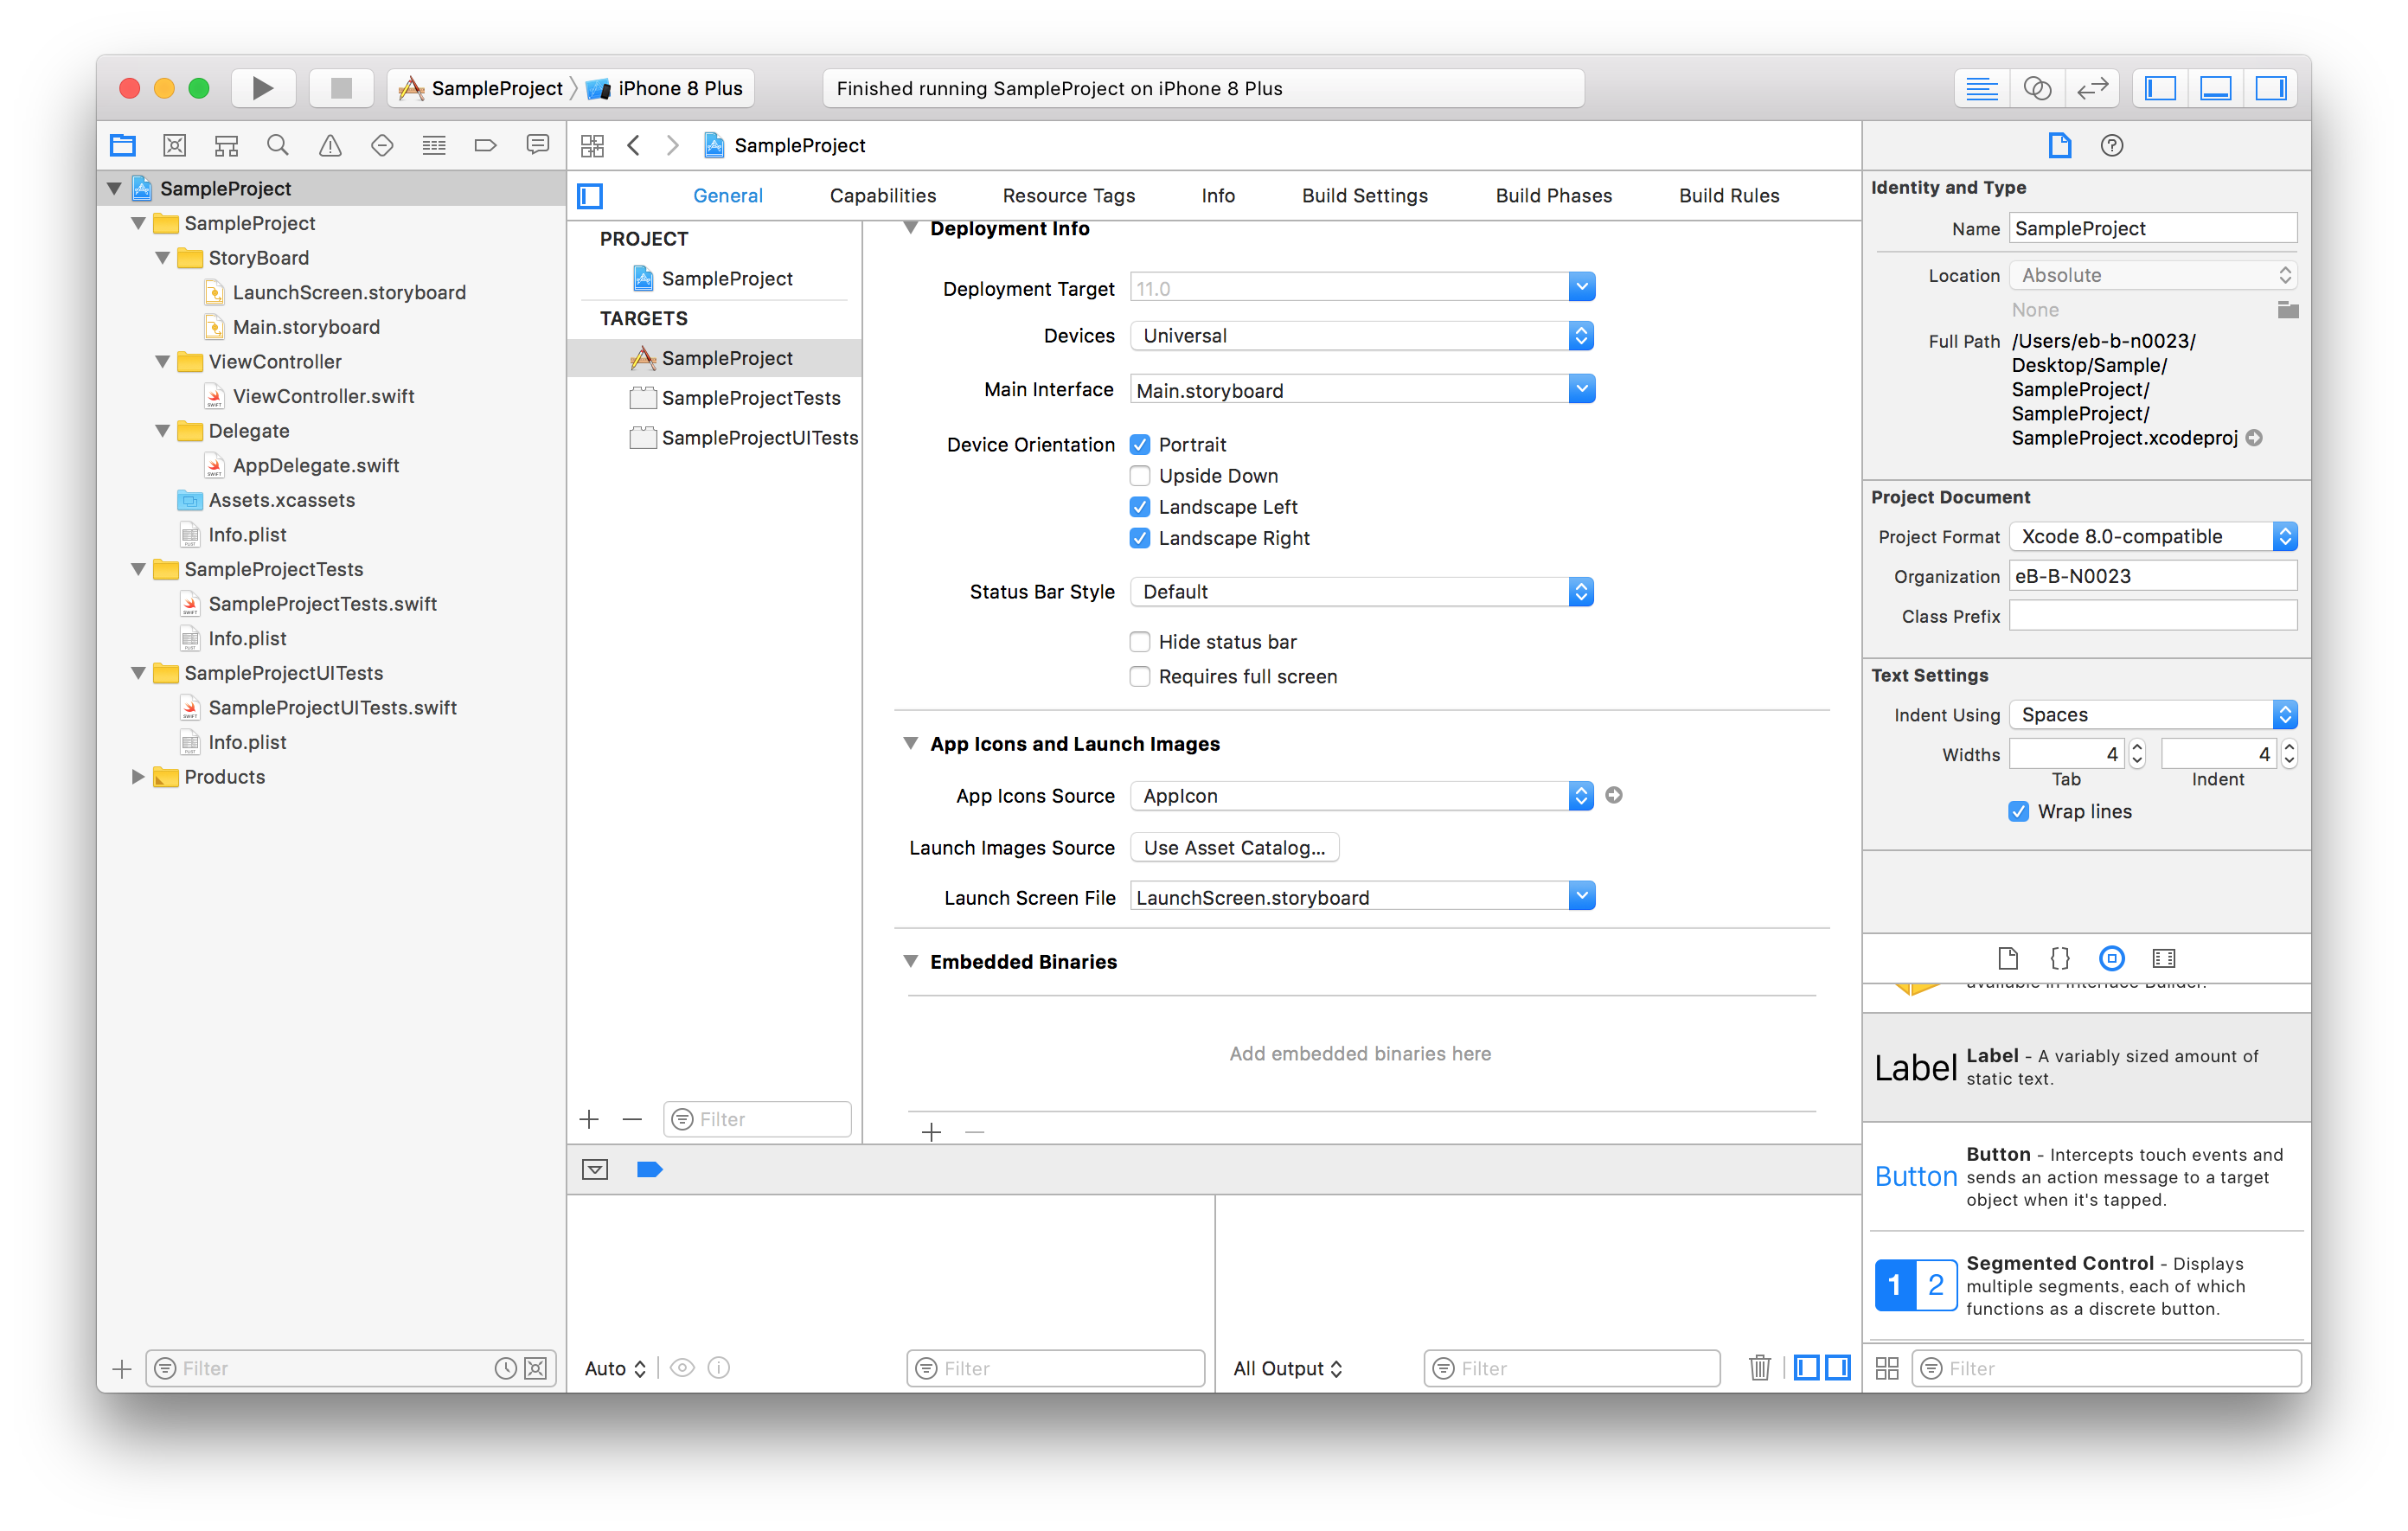 SampleProject
iPhone 8 Plus
Finished running SampleProject on iPhone 8 Plus
SampleProject
SampleProject
StoryBoard
LaunchScreen.storyboard
Main.storyboard
ViewController
ViewController.swift
Delegate
AppDelegate.swift
Assets.xcassets
Info.plist
SampleProjectTests
SampleProjectTests.swift
Info.plist
SampleProjectUITests
SampleProjectUITests.swift
Info.plist
Products
Filter
SampleProject
General
Capabilities
Resource Tags
Info
Build Settings
Build Phases
Build Rules
PROJECT
SampleProject
TARGETS
SampleProject
SampleProjectTests
SampleProjectUITests
Filter
Deployment Info
Deployment Target 11.0
Devices Universal
Main Interface Main.storyboard
Device Orientation Portrait
Upside Down
Landscape Left
Landscape Right
Status Bar Style Default
Hide status bar
Requires full screen
App Icons and Launch Images
App Icons Source AppIcon
Launch Images Source Use Asset Catalog...
Launch Screen File LaunchScreen.storyboard
Embedded Binaries
Add embedded binaries here
Auto
Filter
All Output
Filter
Identity and Type
Name SampleProject
Location Absolute
None
Full Path /Users/eb-b-n0023/
Desktop/Sample/
SampleProject/
SampleProject/
SampleProject.xcodeproj
Project Document
Project Format Xcode 8.0-compatible
Organization eB-B-N0023
Class Prefix
Text Settings
Indent Using Spaces
Widths 4 4
Tab Indent
Wrap lines
available in Interface Builder.
Label
Label - A variably sized amount of
static text.
Button
Button - Intercepts touch events and
sends an action message to a target
object when it's tapped.
1 2
Segmented Control - Displays
multiple segments, each of which
functions as a discrete button.
Filter